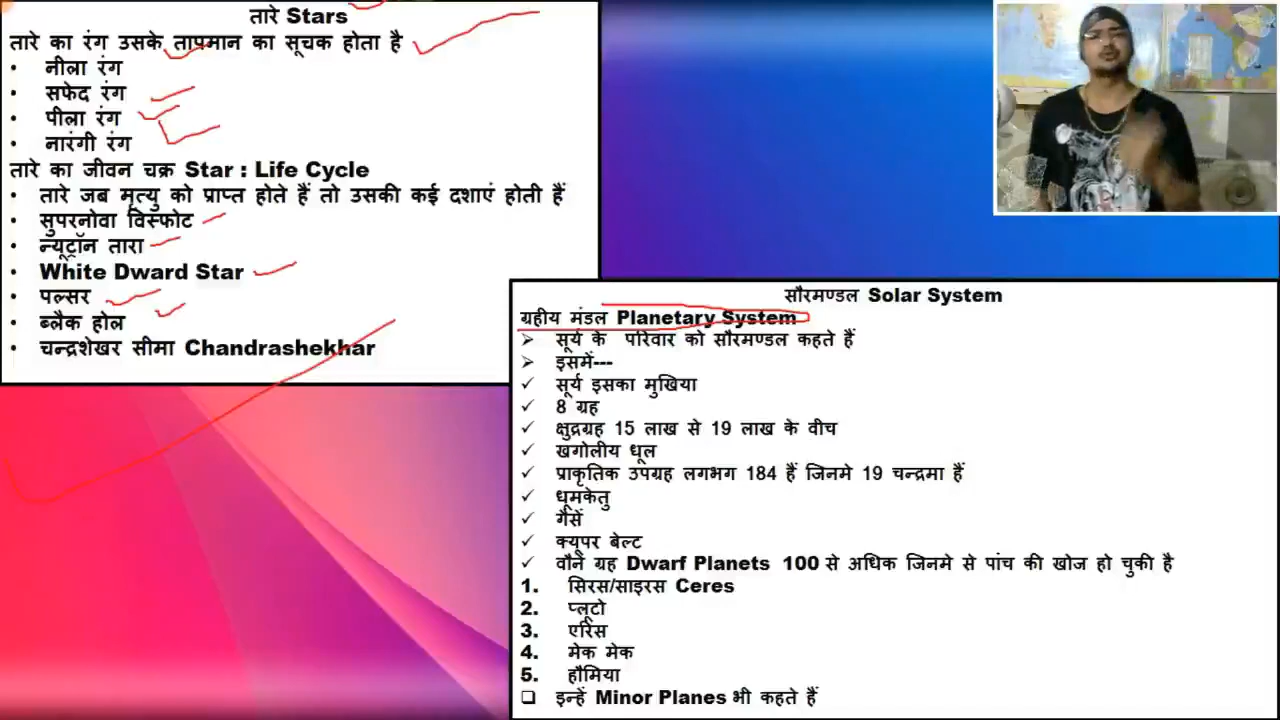 तारे Stars
तारे का रंग उसके तापमान का सूचक होता है
• नीला रंग
• सफेद रंग
• पीला रंग
• नारंगी रंग
तारे का जीवन चक्र Star : Life Cycle
• तारे जब मृत्यु को प्राप्त होते हैं तो उसकी कई दशाएं होती हैं
• सुपरनोवा विस्फोट
• न्यूट्रॉन तारा
• White Dward Star
• पल्सर
• ब्लैक होल
• चन्द्रशेखर सीमा Chandrashekhar
सौरमण्डल Solar System
ग्रहीय मंडल Planetary System
➢ सूर्य के परिवार को सौरमण्डल कहते हैं
➢ इसमें---
✓ सूर्य इसका मुखिया
✓ 8 ग्रह
✓ क्षुद्रग्रह 15 लाख से 19 लाख के वीच
✓ खगोलीय धूल
✓ प्राकृतिक उपग्रह लगभग 184 हैं जिनमे 19 चन्द्रमा हैं
✓ धूमकेतु
✓ गैसें
✓ क्यूपर बेल्ट
✓ वौने ग्रह Dwarf Planets 100 से अधिक जिनमे से पांच की खोज हो चुकी है
1. सिरस/साइरस Ceres
2. प्लूटो
3. एरिस
4. मेक मेक
5. हौमिया
❑ इन्हें Minor Planes भी कहते हैं